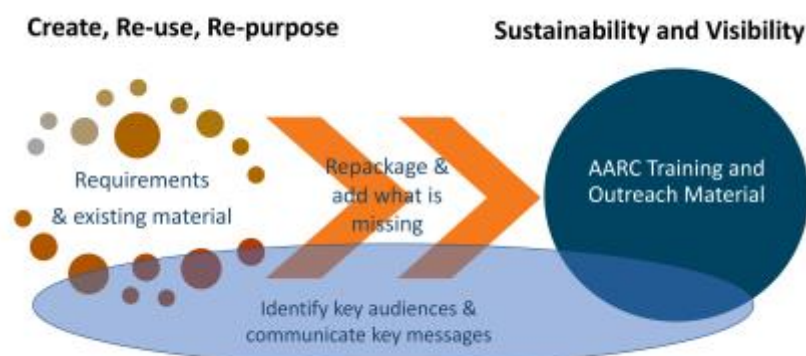 Create, Re-use, Re-purpose
Sustainability and Visibility
Requirements
& existing material
Repackage &
add what is
missing
AARC Training and
Outreach Material
Identify key audiences &
communicate key messages